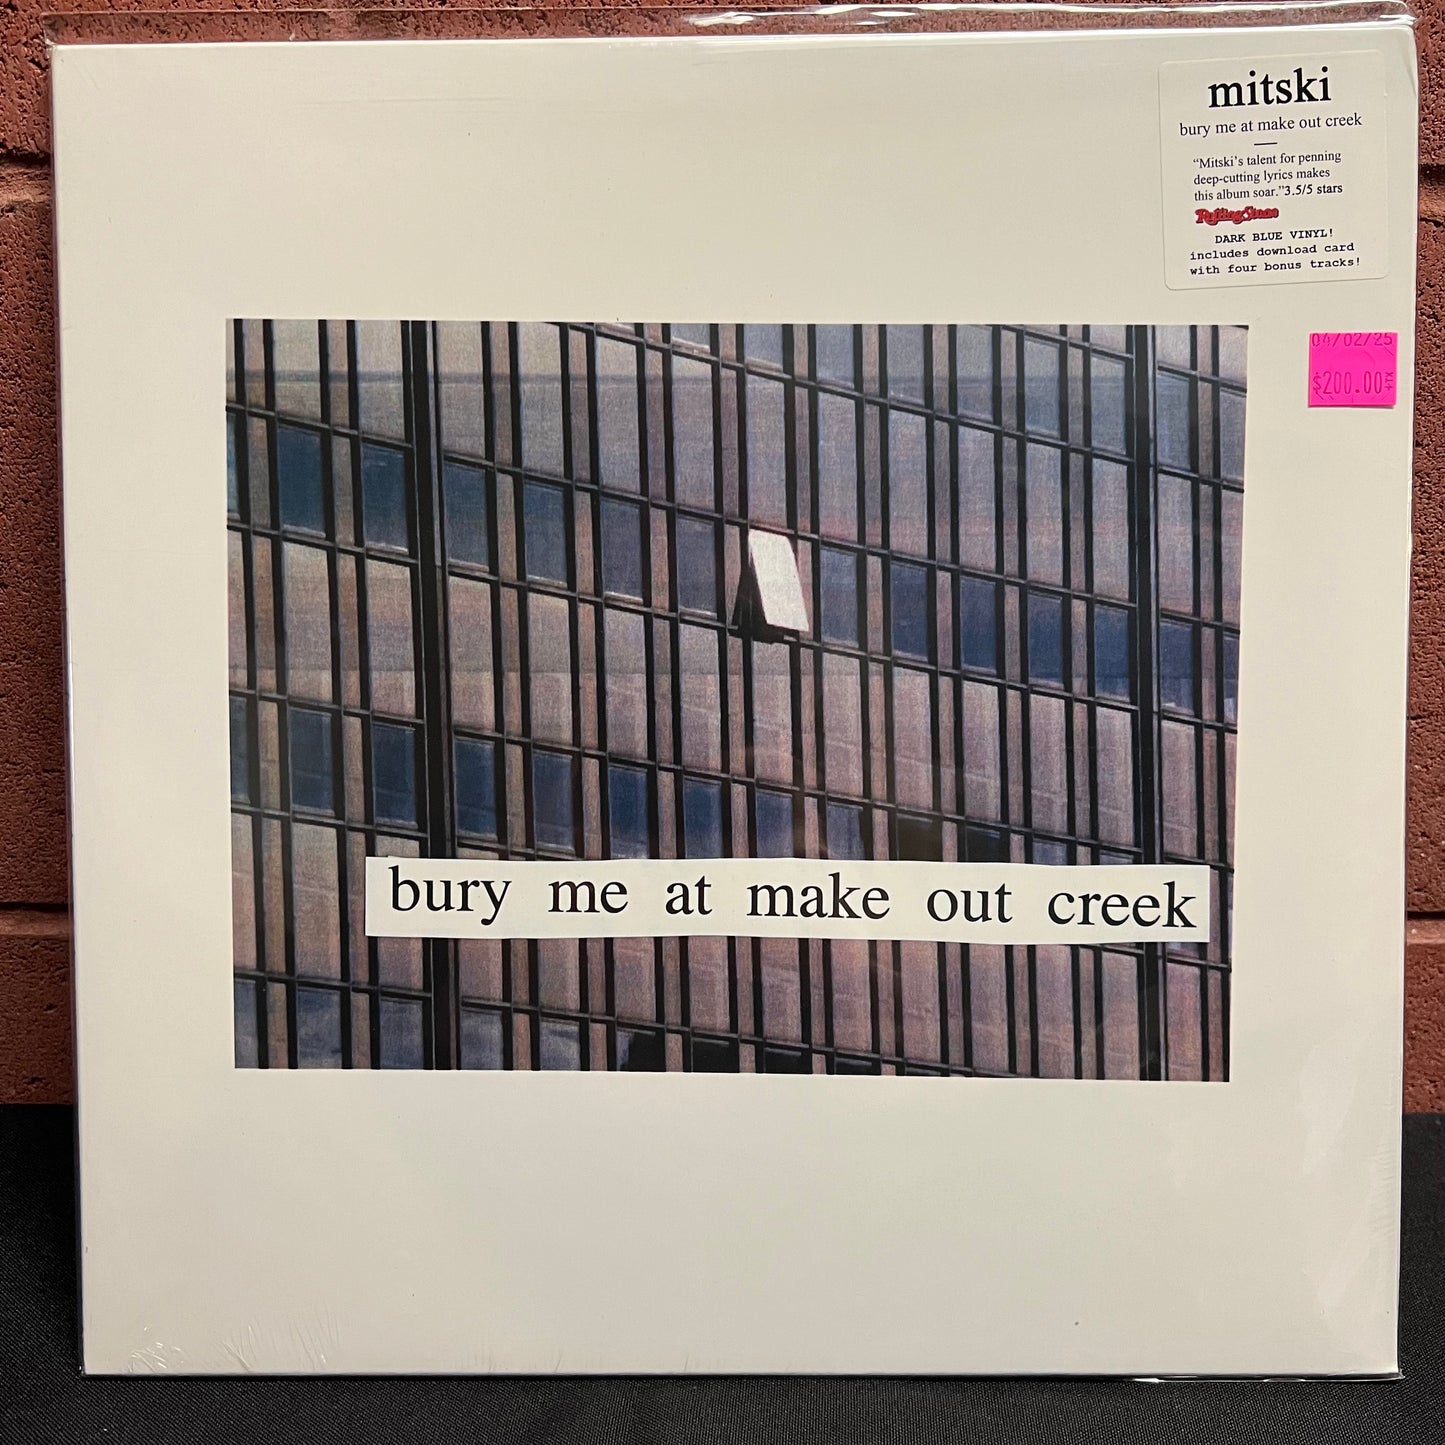 mitski
bury me at make out creek
“Mitski’s talent for penning
deep-cutting lyrics makes
this album soar.”3.5/5 stars
RollingStone
DARK BLUE VINYL!
includes download card
with four bonus tracks!
04/02/25
$200.00
bury me at make out creek